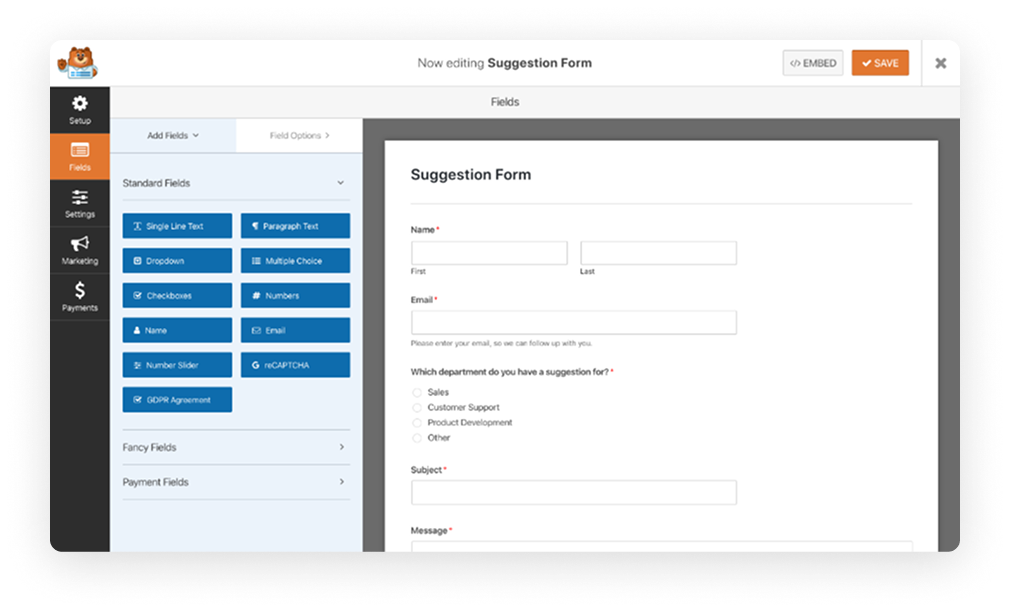 Now editing Suggestion Form
</> EMBED
SAVE
Setup
Fields
Settings
Marketing
Payments
Fields
Add Fields
Field Options
Standard Fields
Single Line Text
Paragraph Text
Dropdown
Multiple Choice
Checkboxes
# Numbers
Name
Email
Number Slider
G reCAPTCHA
GDPR Agreement
Fancy Fields
Payment Fields
Suggestion Form
Name*
First
Last
Email*
Please enter your email, so we can follow up with you.
Which department do you have a suggestion for?*
Sales
Customer Support
Product Development
Other
Subject*
Message*